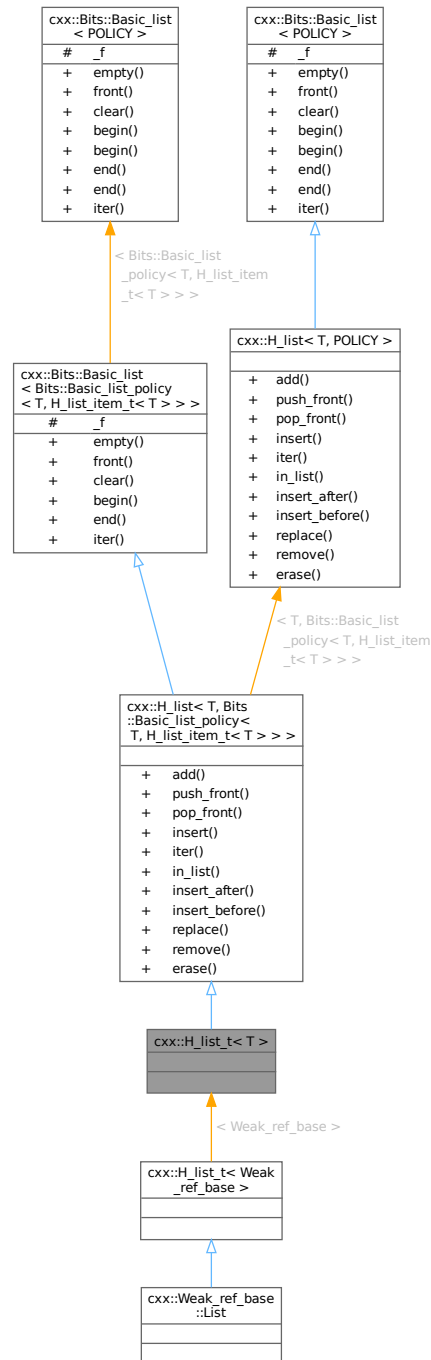 cxx::Bits::Basic_list
< POLICY >
# _f
+ empty()
+ front()
+ clear()
+ begin()
+ begin()
+ end()
+ end()
+ iter()
cxx::Bits::Basic_list
< POLICY >
# _f
+ empty()
+ front()
+ clear()
+ begin()
+ begin()
+ end()
+ end()
+ iter()
< Bits::Basic_list
_policy< T, H_list_item
_t< T > > >
cxx::Bits::Basic_list
< Bits::Basic_list_policy
< T, H_list_item_t< T > > >
# _f
+ empty()
+ front()
+ clear()
+ begin()
+ end()
+ iter()
cxx::H_list< T, POLICY >
+ add()
+ push_front()
+ pop_front()
+ insert()
+ iter()
+ in_list()
+ insert_after()
+ insert_before()
+ replace()
+ remove()
+ erase()
< T, Bits::Basic_list
_policy< T, H_list_item
_t< T > > >
cxx::H_list< T, Bits
::Basic_list_policy<
T, H_list_item_t< T > > >
+ add()
+ push_front()
+ pop_front()
+ insert()
+ iter()
+ in_list()
+ insert_after()
+ insert_before()
+ replace()
+ remove()
+ erase()
cxx::H_list_t< T >
< Weak_ref_base >
cxx::H_list_t< Weak
_ref_base >
cxx::Weak_ref_base
::List